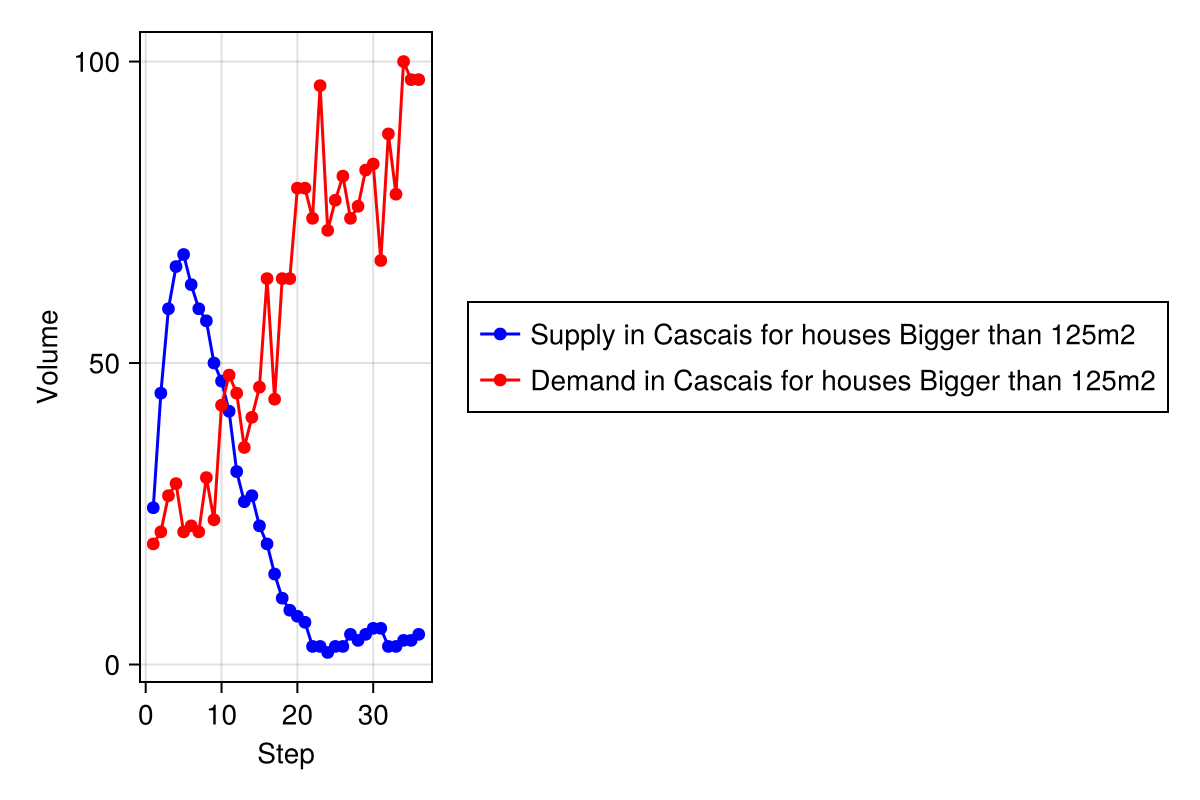 100
50
0
Volume
0 10 20 30
Step
Supply in Cascais for houses Bigger than 125m2
Demand in Cascais for houses Bigger than 125m2